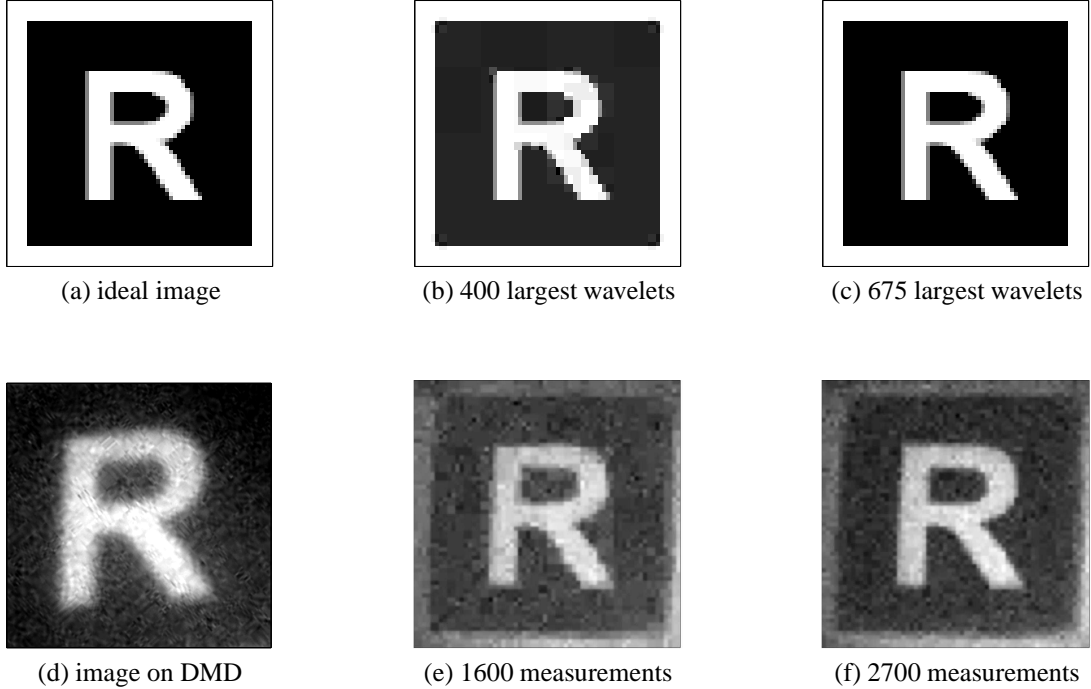 R
R
R
(a) ideal image
(b) 400 largest wavelets
(c) 675 largest wavelets
R
R
R
(d) image on DMD
(e) 1600 measurements
(f) 2700 measurements